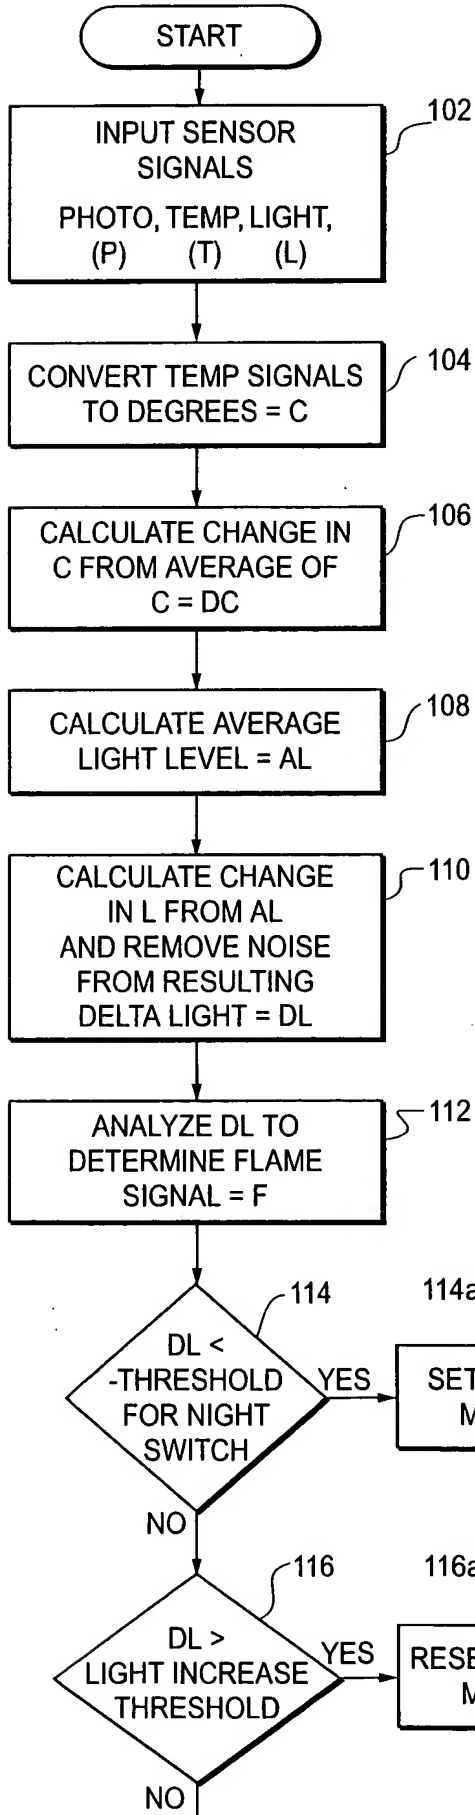 START
102
INPUT SENSOR
SIGNALS
PHOTO, TEMP, LIGHT,
(P) (T) (L)
104
CONVERT TEMP SIGNALS
TO DEGREES = C
106
CALCULATE CHANGE IN
C FROM AVERAGE OF
C = DC
108
CALCULATE AVERAGE
LIGHT LEVEL = AL
110
CALCULATE CHANGE
IN L FROM AL
AND REMOVE NOISE
FROM RESULTING
DELTA LIGHT = DL
112
ANALYZE DL TO
DETERMINE FLAME
SIGNAL = F
114
114a
DL <
-THRESHOLD
FOR NIGHT
SWITCH
YES
SET
M
NO
116
116a
DL >
LIGHT INCREASE
THRESHOLD
YES
RESE
M
NO